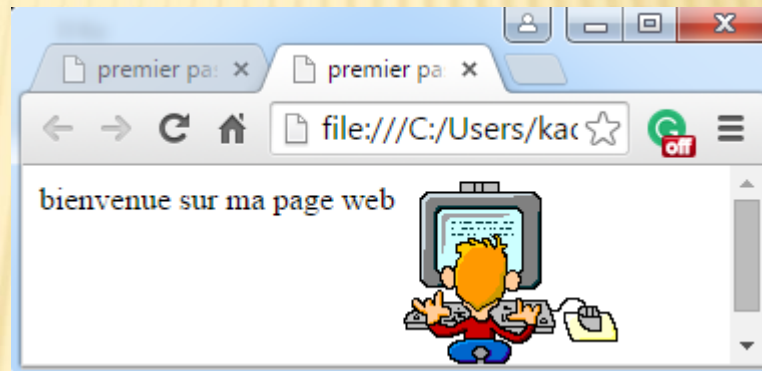 premier pa
premier pa
file:///C:/Users/kac
off
bienvenue sur ma page web